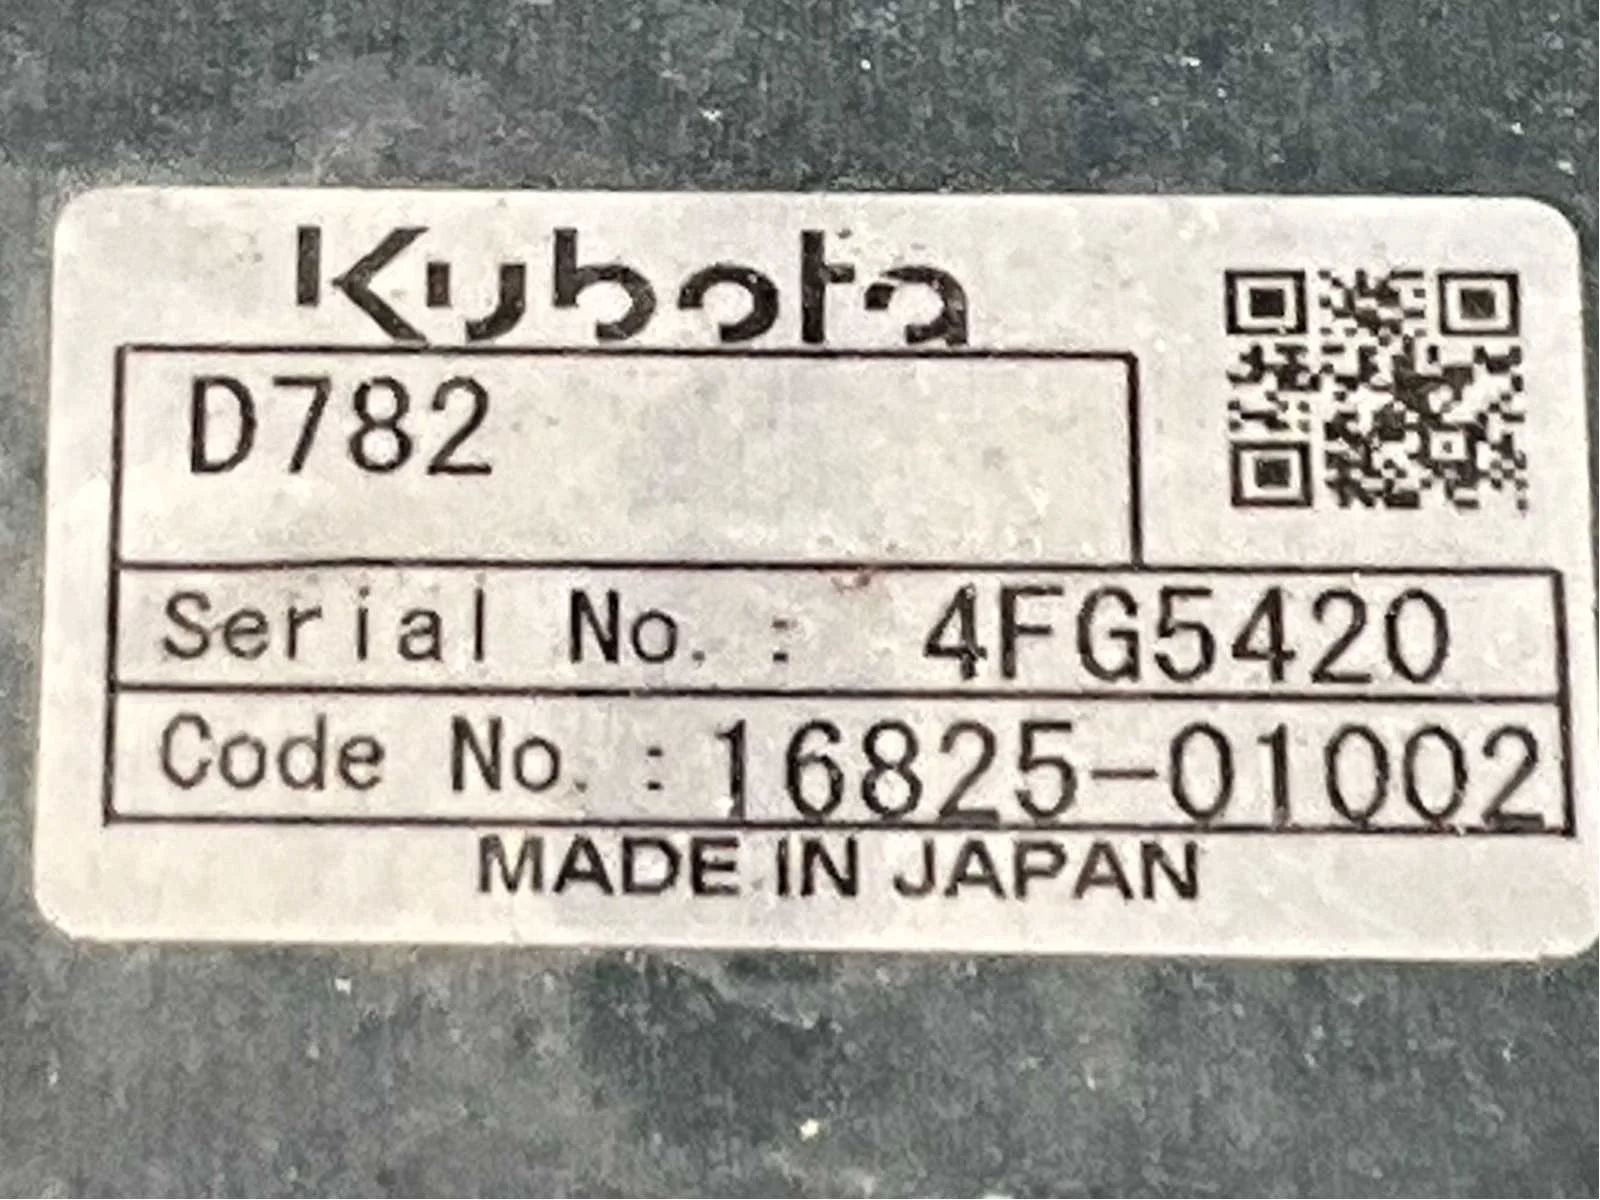 Kubota
D782
Serial No. : 4FG5420
Code No. : 16825-01002
MADE IN JAPAN